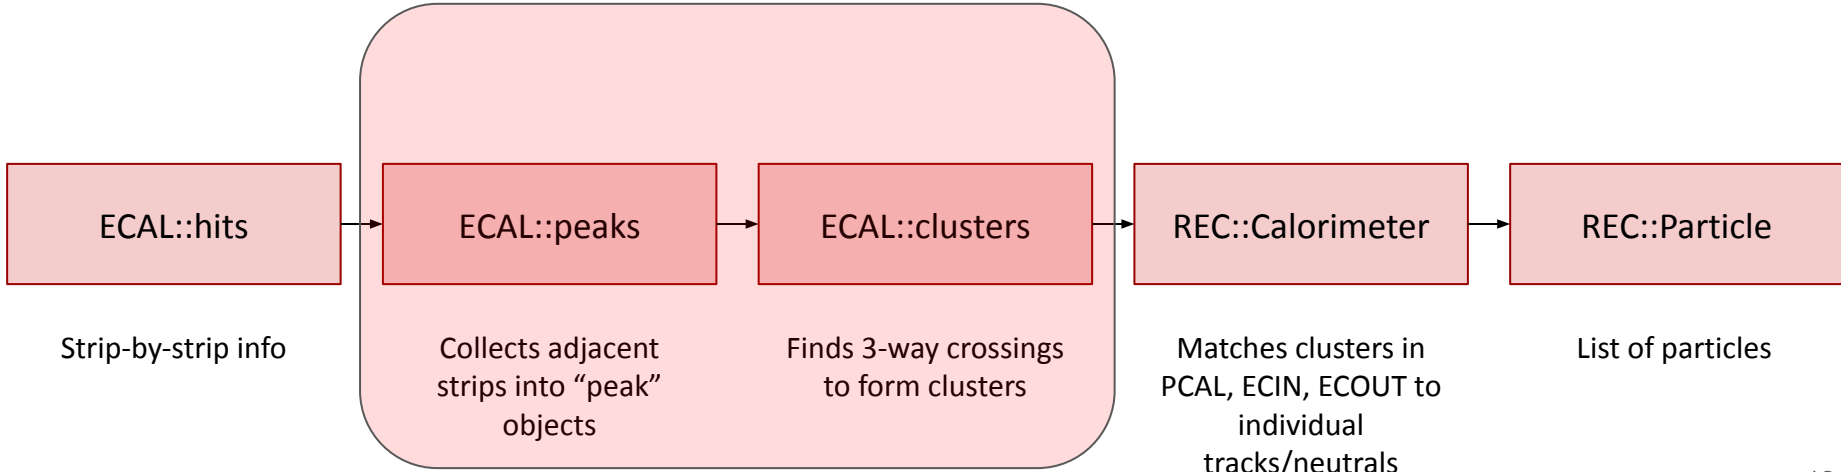 ECAL::hits
ECAL::peaks
ECAL::clusters
REC::Calorimeter
REC::Particle
Strip-by-strip info
Collects adjacent
strips into “peak”
objects
Finds 3-way crossings
to form clusters
Matches clusters in
PCAL, ECIN, ECOUT to
individual
tracks/neutrals
List of particles